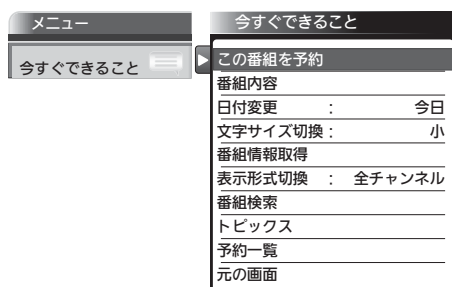 メニュー
今すぐできること
今すぐできること
この番組を予約
番組内容
日付変更 : 今日
文字サイズ切換 : 小
番組情報取得
表示形式切換 : 全チャンネル
番組検索
トピックス
予約一覧
元の画面